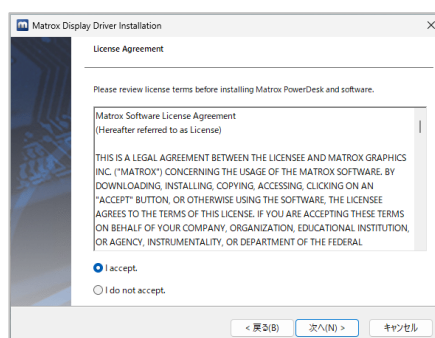 Matrox Display Driver Installation
License Agreement
Please review license terms before installing Matrox PowerDesk and software.
Matrox Software License Agreement
(Hereafter referred to as License)
THIS IS A LEGAL AGREEMENT BETWEEN THE LICENSEE AND MATROX GRAPHICS
INC. ("MATROX") CONCERNING THE USAGE OF THE MATROX SOFTWARE. BY
DOWNLOADING, INSTALLING, COPYING, ACCESSING, CLICKING ON AN
"ACCEPT" BUTTON, OR OTHERWISE USING THE SOFTWARE, THE LICENSEE
AGREES TO THE TERMS OF THIS LICENSE. IF YOU ARE ACCEPTING THESE TERMS
ON BEHALF OF YOUR COMPANY, ORGANIZATION, EDUCATIONAL INSTITUTION,
OR AGENCY, INSTRUMENTALITY, OR DEPARTMENT OF THE FEDERAL
I accept.
I do not accept.
< 戻る(B) 次へ(N) > キャンセル